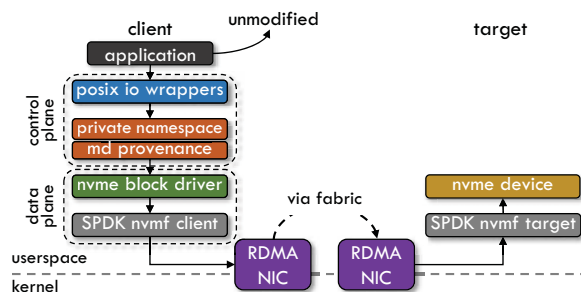 client
unmodified
target
application
control
plane
posix io wrappers
private namespace
md provenance
data
plane
nvme block driver
SPDK nvmf client
via fabric
nvme device
SPDK nvmf target
RDMA
NIC
RDMA
NIC
userspace
kernel